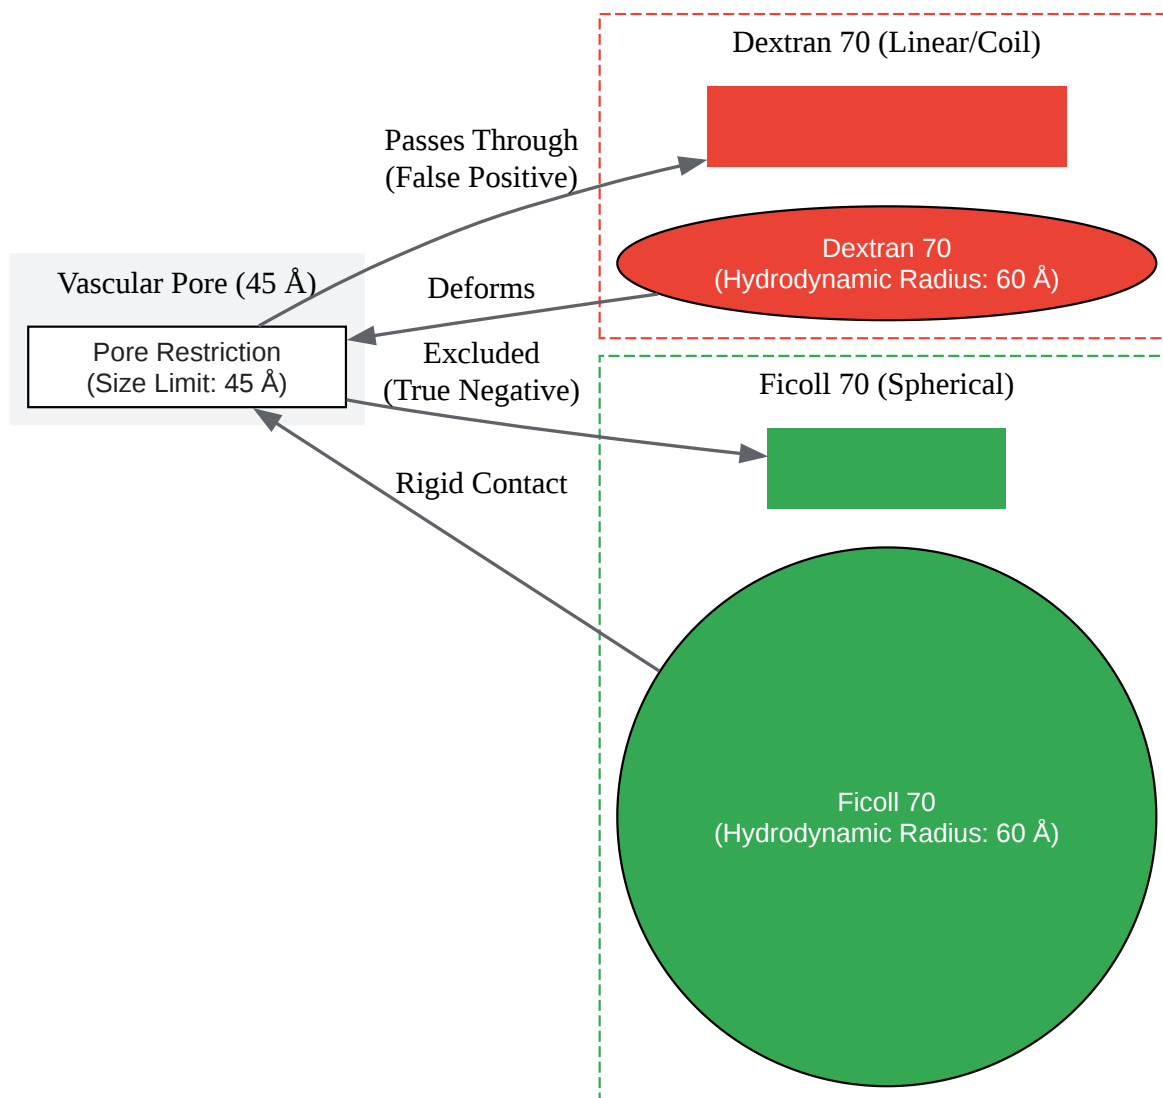 Dextran 70 (Linear/Coil)
Passes Through
(False Positive)
Dextran 70
(Hydrodynamic Radius: 60 Å)
Vascular Pore (45 Å)
Deforms
Pore Restriction
(Size Limit: 45 Å)
Excluded
(True Negative)
Ficoll 70 (Spherical)
Rigid Contact
Ficoll 70
(Hydrodynamic Radius: 60 Å)